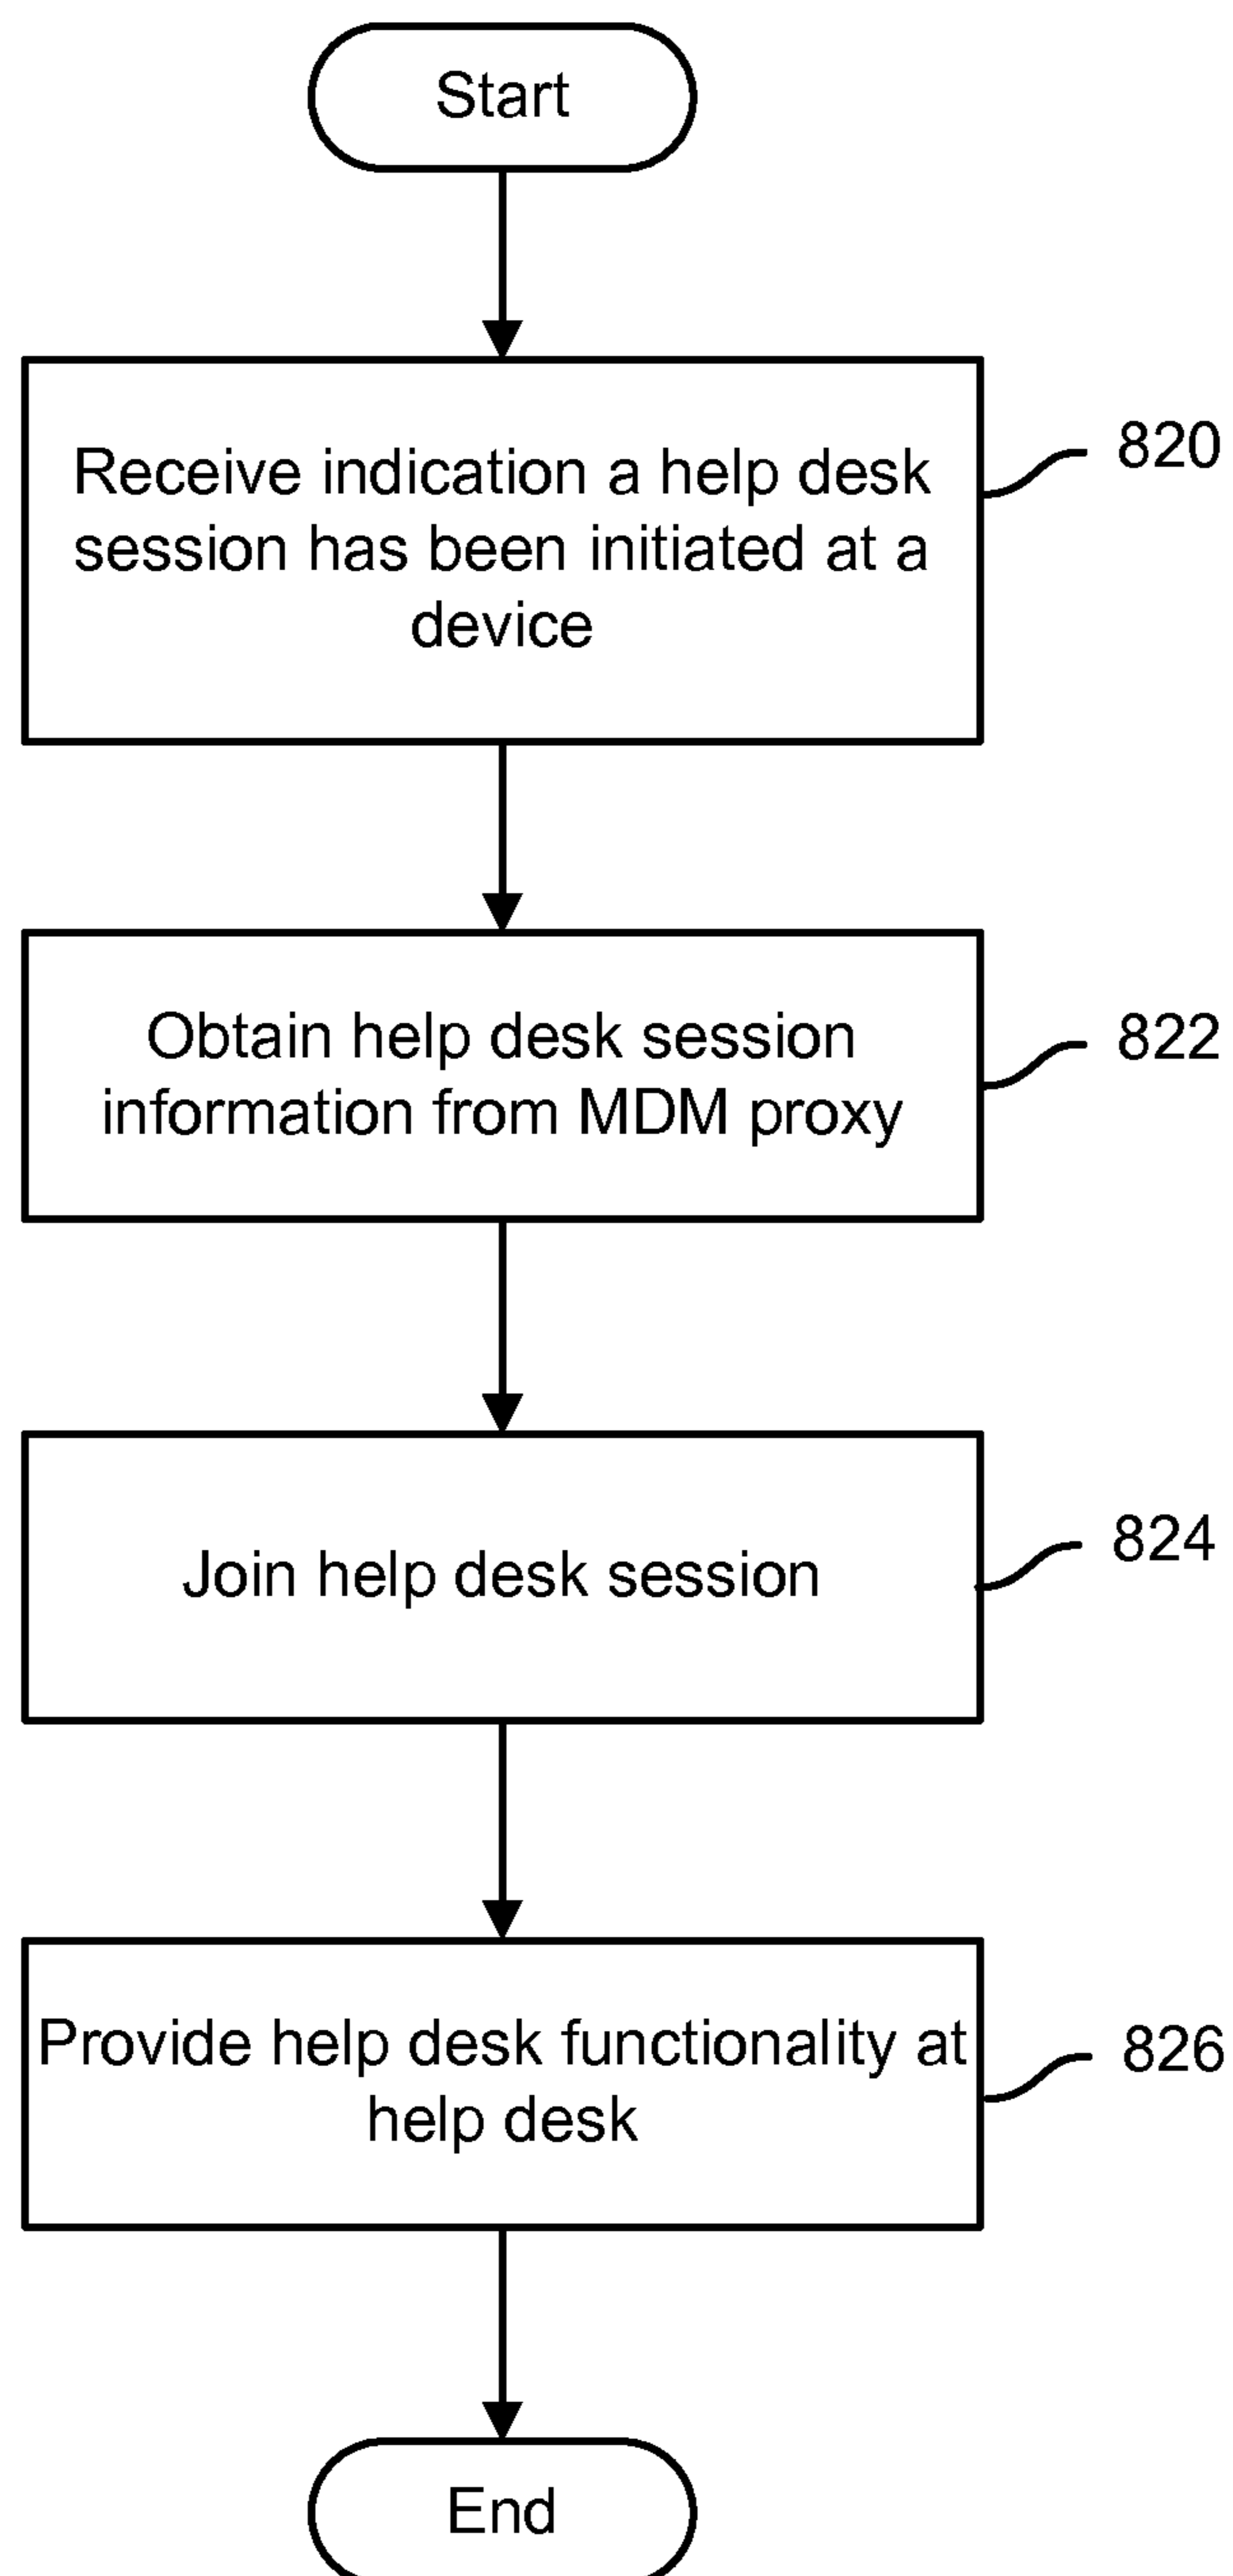 Start
Receive indication a help desk
session has been initiated at a
device
820
Obtain help desk session
information from MDM proxy
822
Join help desk session
824
Provide help desk functionality at
help desk
826
End